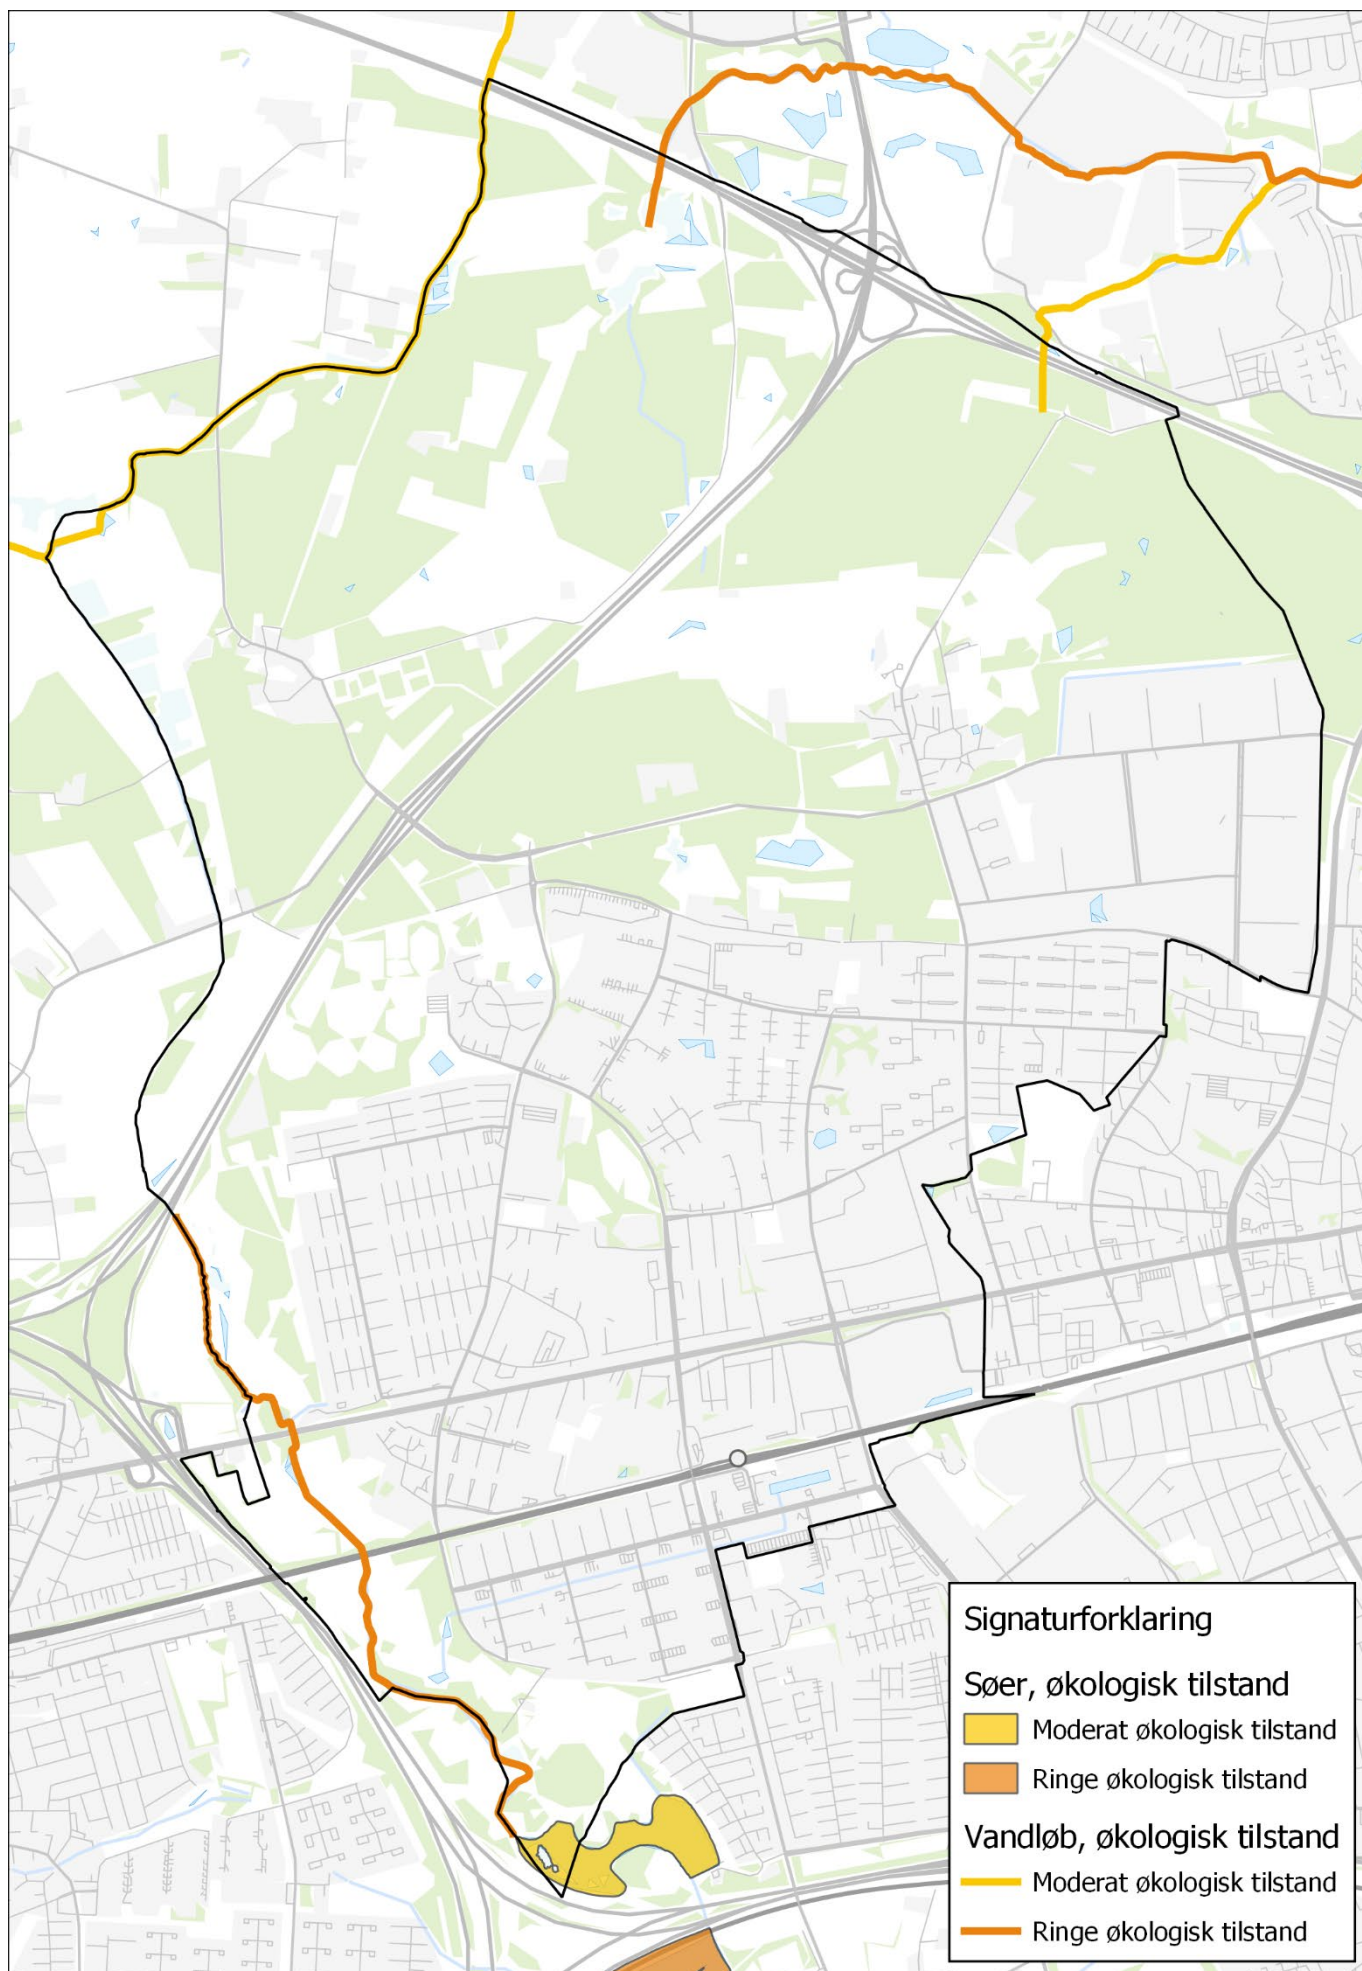 Signaturforklaring
Søer, økologisk tilstand
Moderat økologisk tilstand
Ringe økologisk tilstand
Vandløb, økologisk tilstand
Moderat økologisk tilstand
Ringe økologisk tilstand